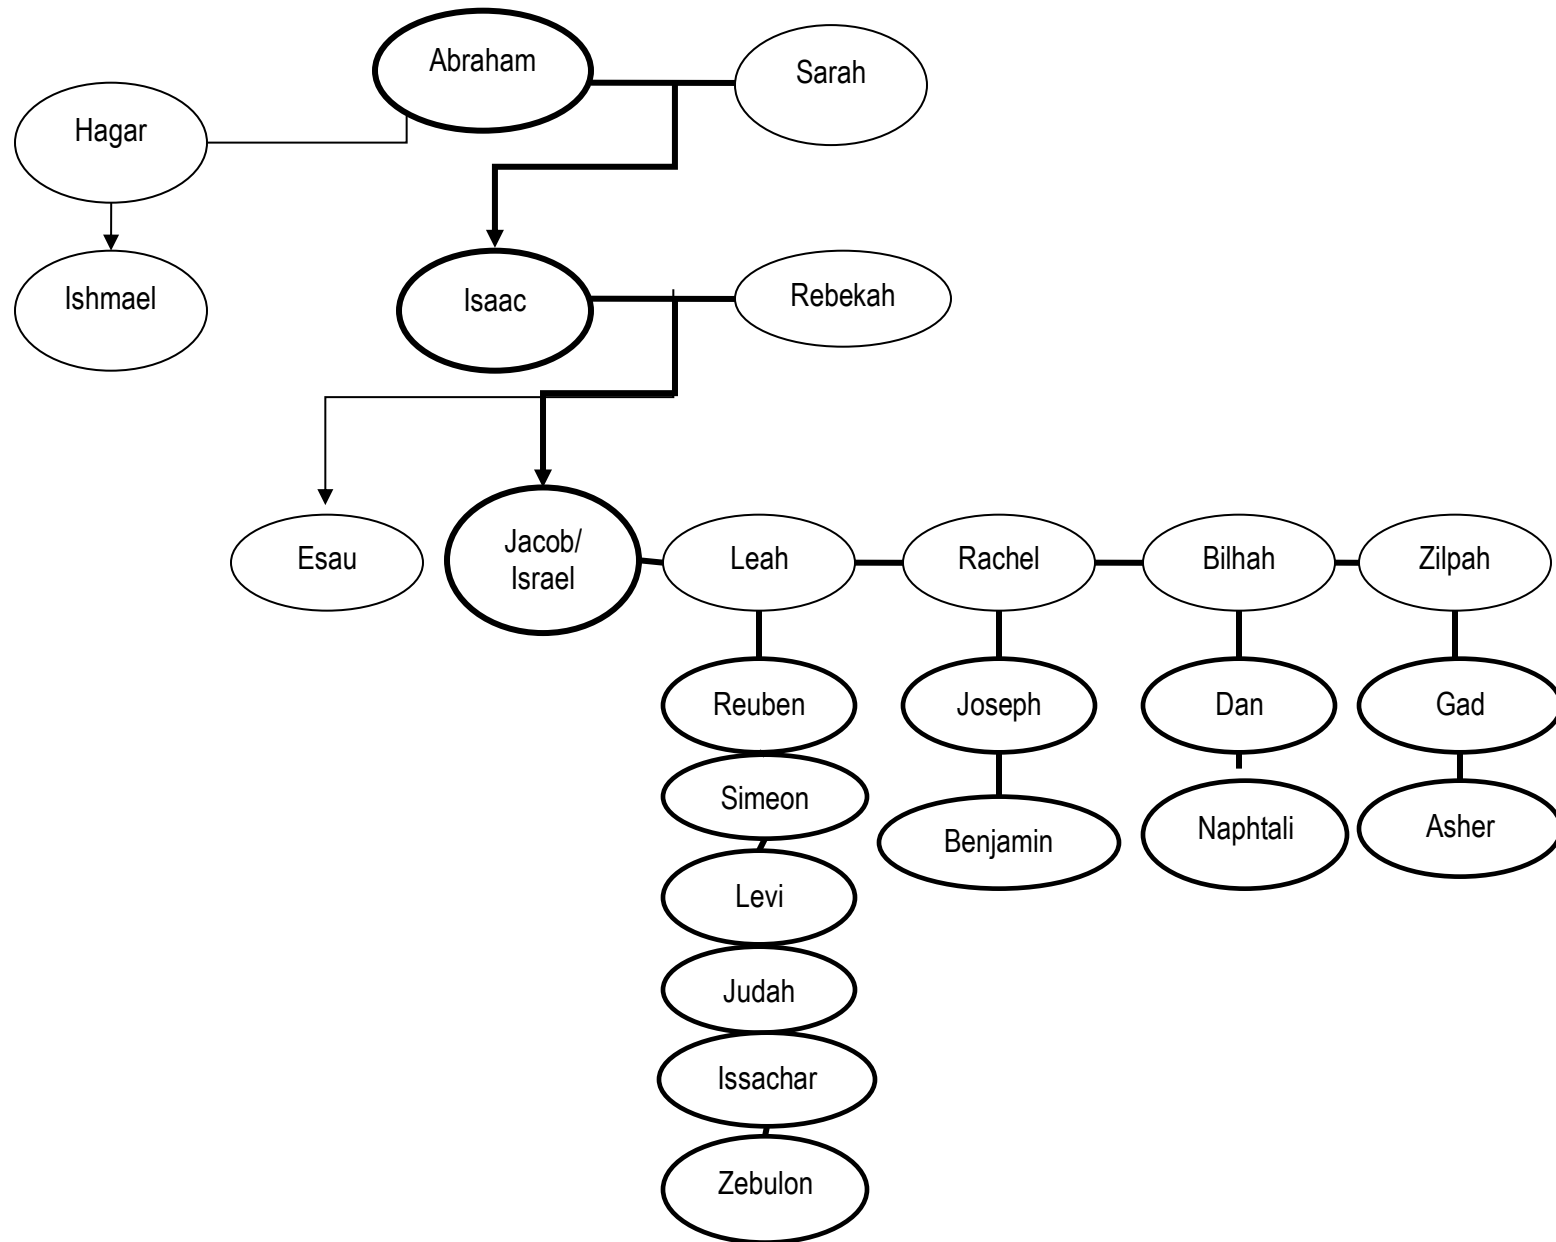 Abraham
Sarah
Hagar
Ishmael
Isaac
Rebekah
Esau
Jacob/
Israel
Leah
Rachel
Bilhah
Zilpah
Reuben
Joseph
Dan
Gad
Simeon
Benjamin
Naphtali
Asher
Levi
Judah
Issachar
Zebulon